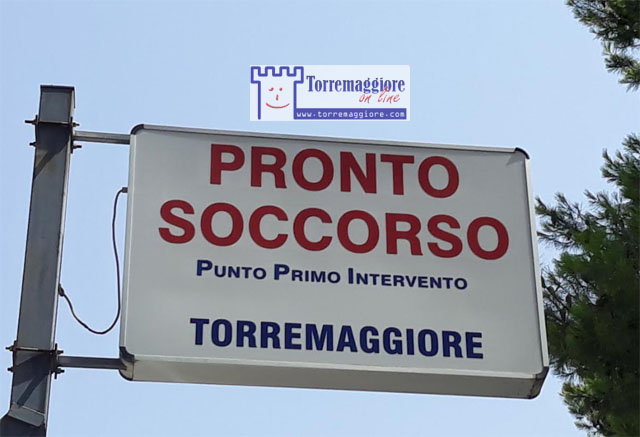 Torremaggiore
on line
www.torremaggiore.com
PRONTO
SOCCORSO
PUNTO PRIMO INTERVENTO
TORREMAGGIORE